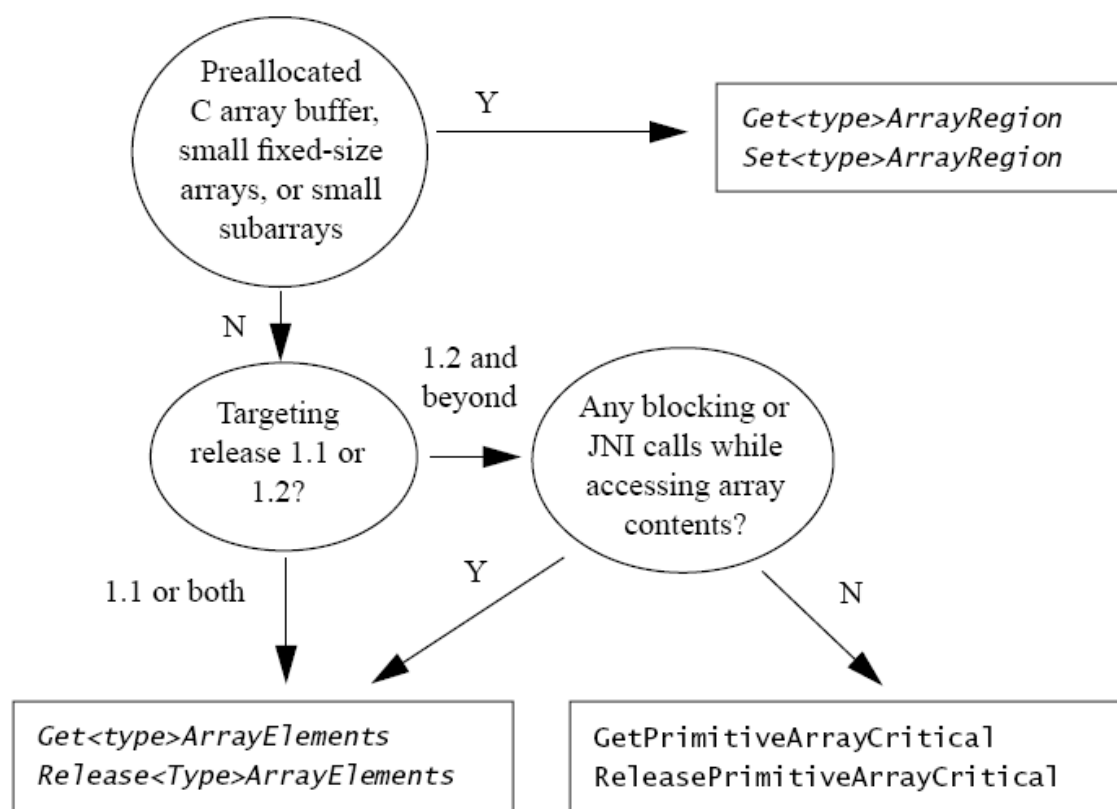 Preallocated
C array buffer,
small fixed-size
arrays, or small
subarrays
Y
Get<type>ArrayRegion
Set<type>ArrayRegion
N
Targeting
release 1.1 or
1.2?
1.2 and
beyond
Any blocking or
JNI calls while
accessing array
contents?
1.1 or both
Y
N
Get<type>ArrayElements
Release<Type>ArrayElements
GetPrimitiveArrayCritical
ReleasePrimitiveArrayCritical